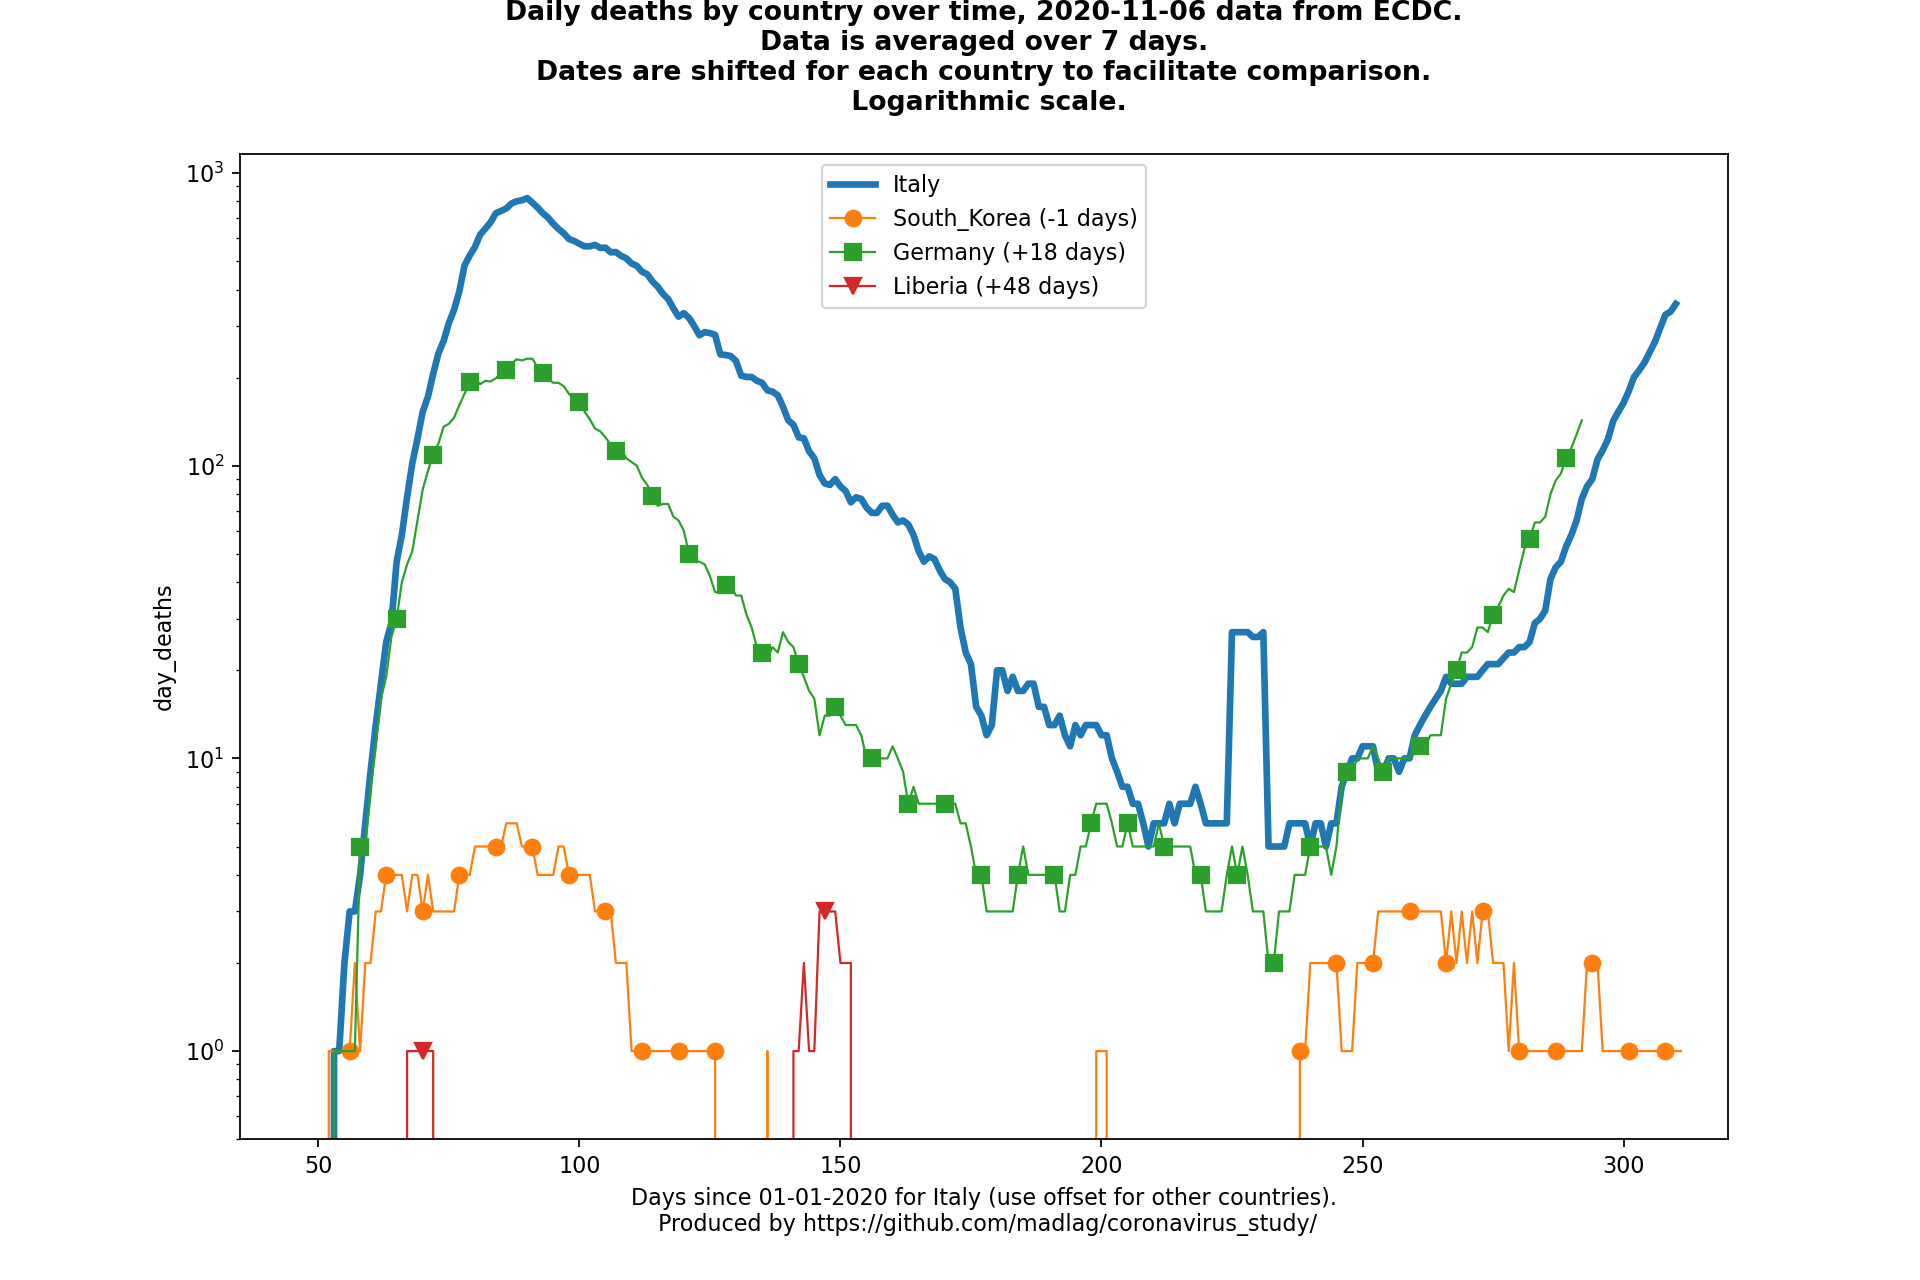 Daily deaths by country over time, 2020-11-06 data from ECDC.
Data is averaged over 7 days.
Dates are shifted for each country to facilitate comparison.
Logarithmic scale.
10³
10²
10¹
10⁰
day_deaths
Italy
South_Korea (-1 days)
Germany (+18 days)
Liberia (+48 days)
50 100 150 200 250 300
Days since 01-01-2020 for Italy (use offset for other countries).
Produced by https://github.com/madlag/coronavirus_study/